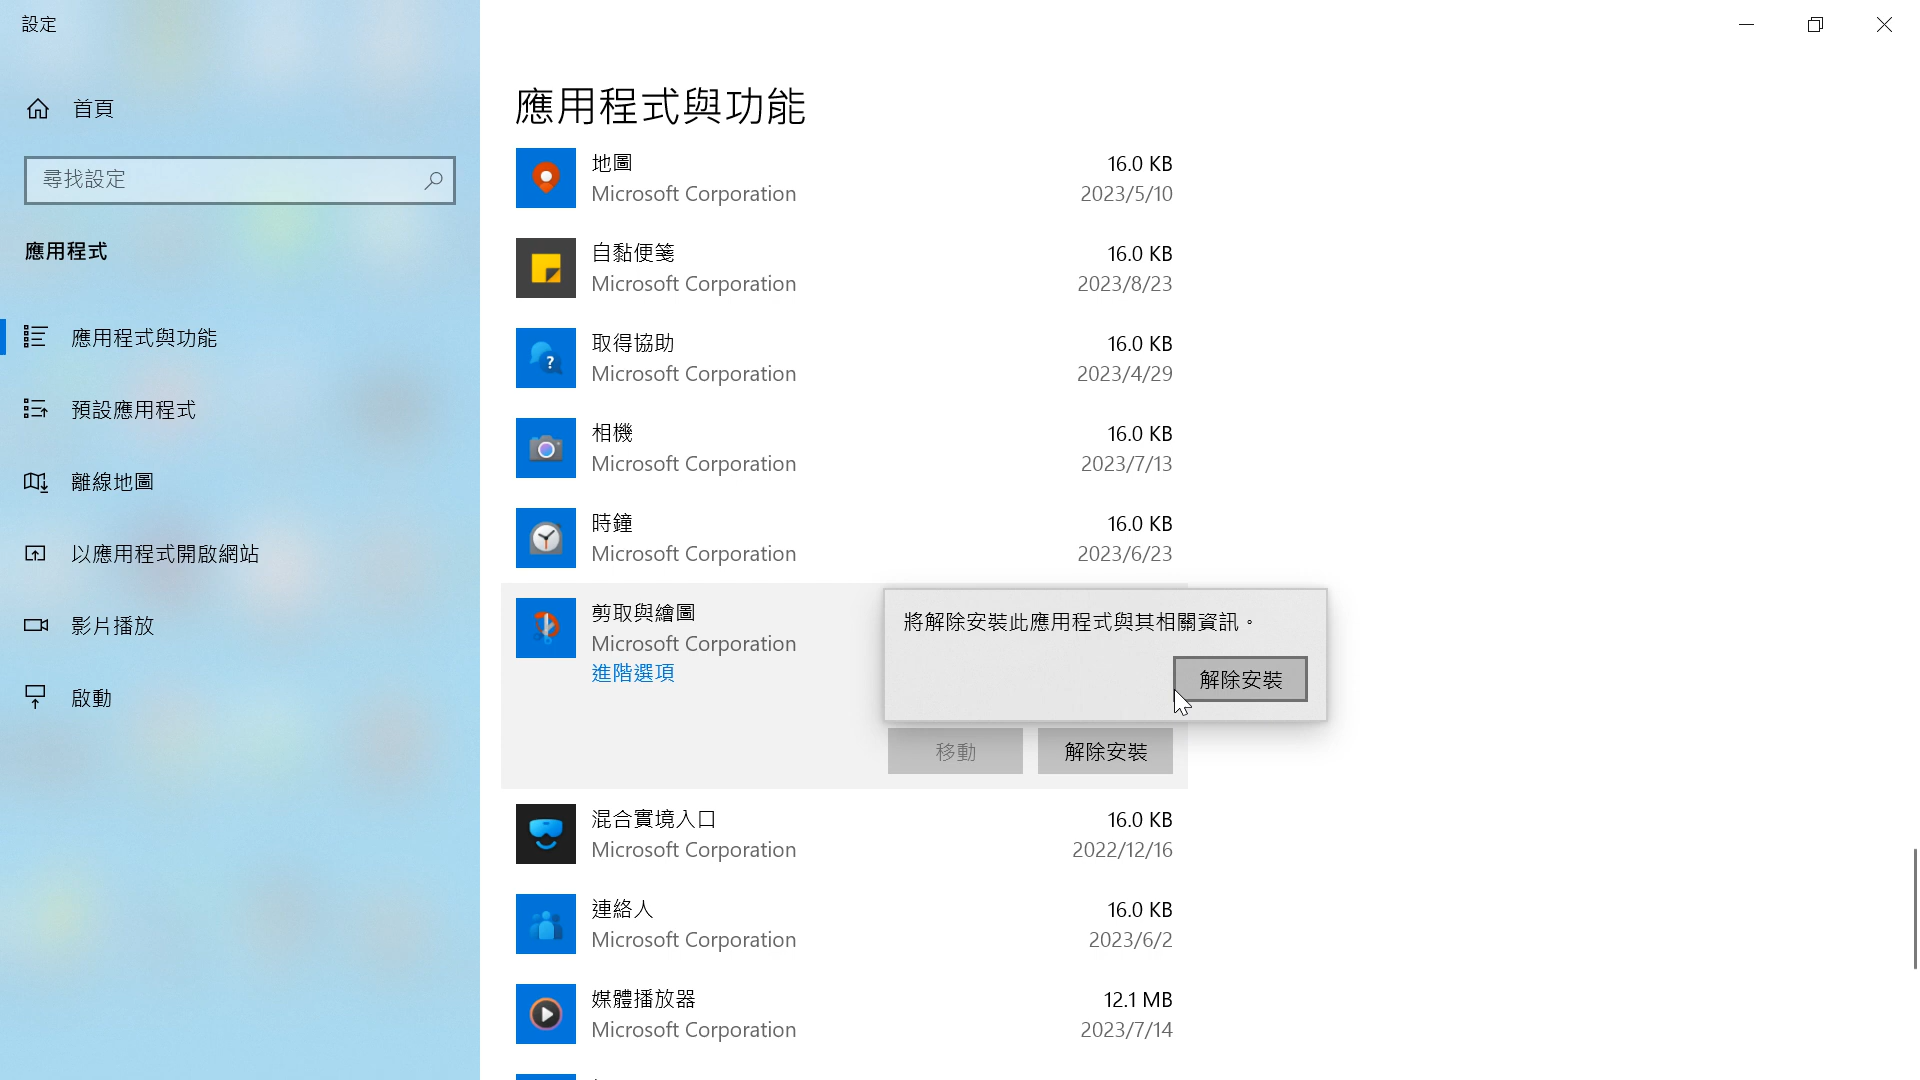 設定
首頁
尋找設定
應用程式
應用程式與功能
預設應用程式
離線地圖
以應用程式開啟網站
影片播放
啟動
應用程式與功能
地圖
16.0 KB
Microsoft Corporation
2023/5/10
自黏便箋
16.0 KB
Microsoft Corporation
2023/8/23
取得協助
16.0 KB
Microsoft Corporation
2023/4/29
相機
16.0 KB
Microsoft Corporation
2023/7/13
時鐘
16.0 KB
Microsoft Corporation
2023/6/23
剪取與繪圖
Microsoft Corporation
進階選項
將解除安裝此應用程式與其相關資訊。
解除安裝
移動
解除安裝
混合實境入口
16.0 KB
Microsoft Corporation
2022/12/16
連絡人
16.0 KB
Microsoft Corporation
2023/6/2
媒體播放器
12.1 MB
Microsoft Corporation
2023/7/14